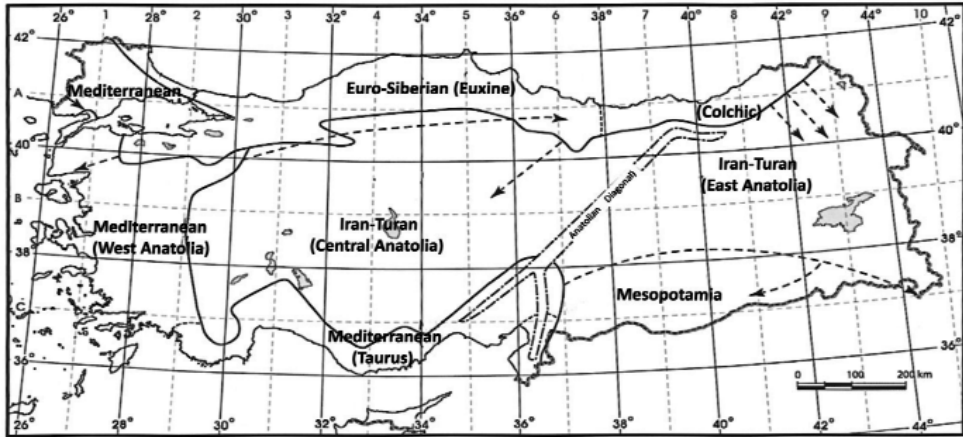 26° 1 28° 2 30° 3 32° 4 34° 5 36° 6 38° 7 40° 8 42° 9 44° 10
42°
42°
A
Mediterranean
Euro-Siberian (Euxine)
(Colchic)
40°
40°
Iran-Turan
(East Anatolia)
Anatolian Diagonal)
B
Mediterranean
(West Anatolia)
Iran-Turan
(Central Anatolia)
38
38°
C
Mesopotamia
Mediterranean
(Taurus)
36°
36°
0 100 200 km
26° 28° 30° 32° 34° 36° 38° 40° 42° 44°